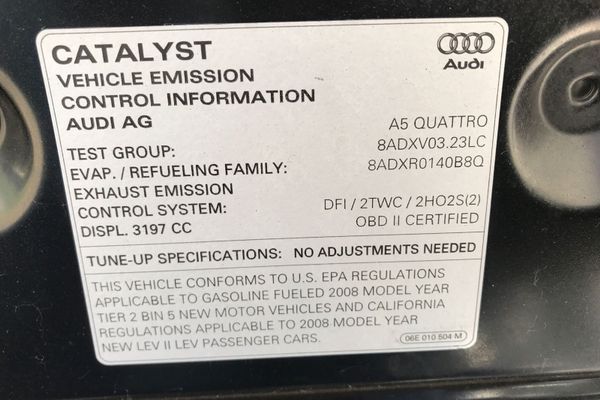 CATALYST
Audi
VEHICLE EMISSION
CONTROL INFORMATION
AUDI AG
A5 QUATTRO
TEST GROUP: 8ADXV03.23LC
EVAP. / REFUELING FAMILY: 8ADXR0140B8Q
EXHAUST EMISSION
CONTROL SYSTEM: DFI / 2TWC / 2HO2S(2)
DISPL. 3197 CC OBD II CERTIFIED
TUNE-UP SPECIFICATIONS: NO ADJUSTMENTS NEEDED
THIS VEHICLE CONFORMS TO U.S. EPA REGULATIONS
APPLICABLE TO GASOLINE FUELED 2008 MODEL YEAR
TIER 2 BIN 5 NEW MOTOR VEHICLES AND CALIFORNIA
REGULATIONS APPLICABLE TO 2008 MODEL YEAR
NEW LEV II LEV PASSENGER CARS.
06E 010 504 M